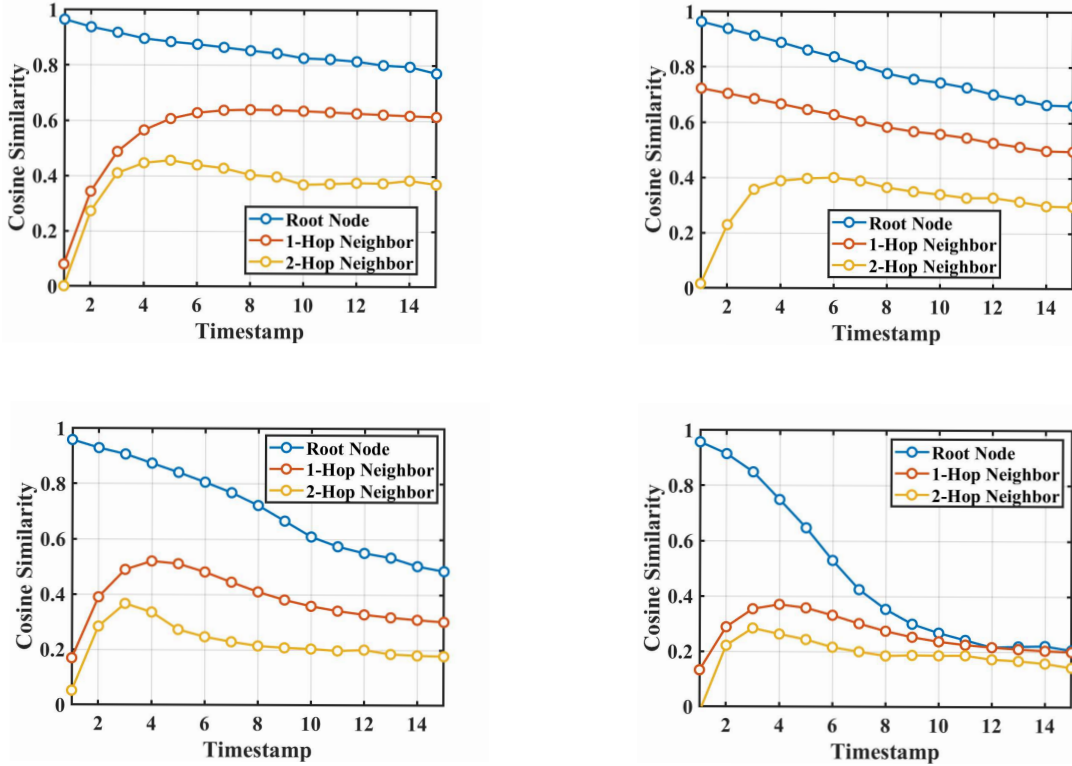 1
0.8
0.6
0.4
0.2
0
Cosine Similarity
Root Node
1-Hop Neighbor
2-Hop Neighbor
2 4 6 8 10 12 14
Timestamp
1
0.8
0.6
0.4
0.2
0
Cosine Similarity
Root Node
1-Hop Neighbor
2-Hop Neighbor
2 4 6 8 10 12 14
Timestamp
1
0.8
0.6
0.4
0.2
0
Cosine Similarity
Root Node
1-Hop Neighbor
2-Hop Neighbor
2 4 6 8 10 12 14
Timestamp
1
0.8
0.6
0.4
0.2
0
Cosine Similarity
Root Node
1-Hop Neighbor
2-Hop Neighbor
2 4 6 8 10 12 14
Timestamp